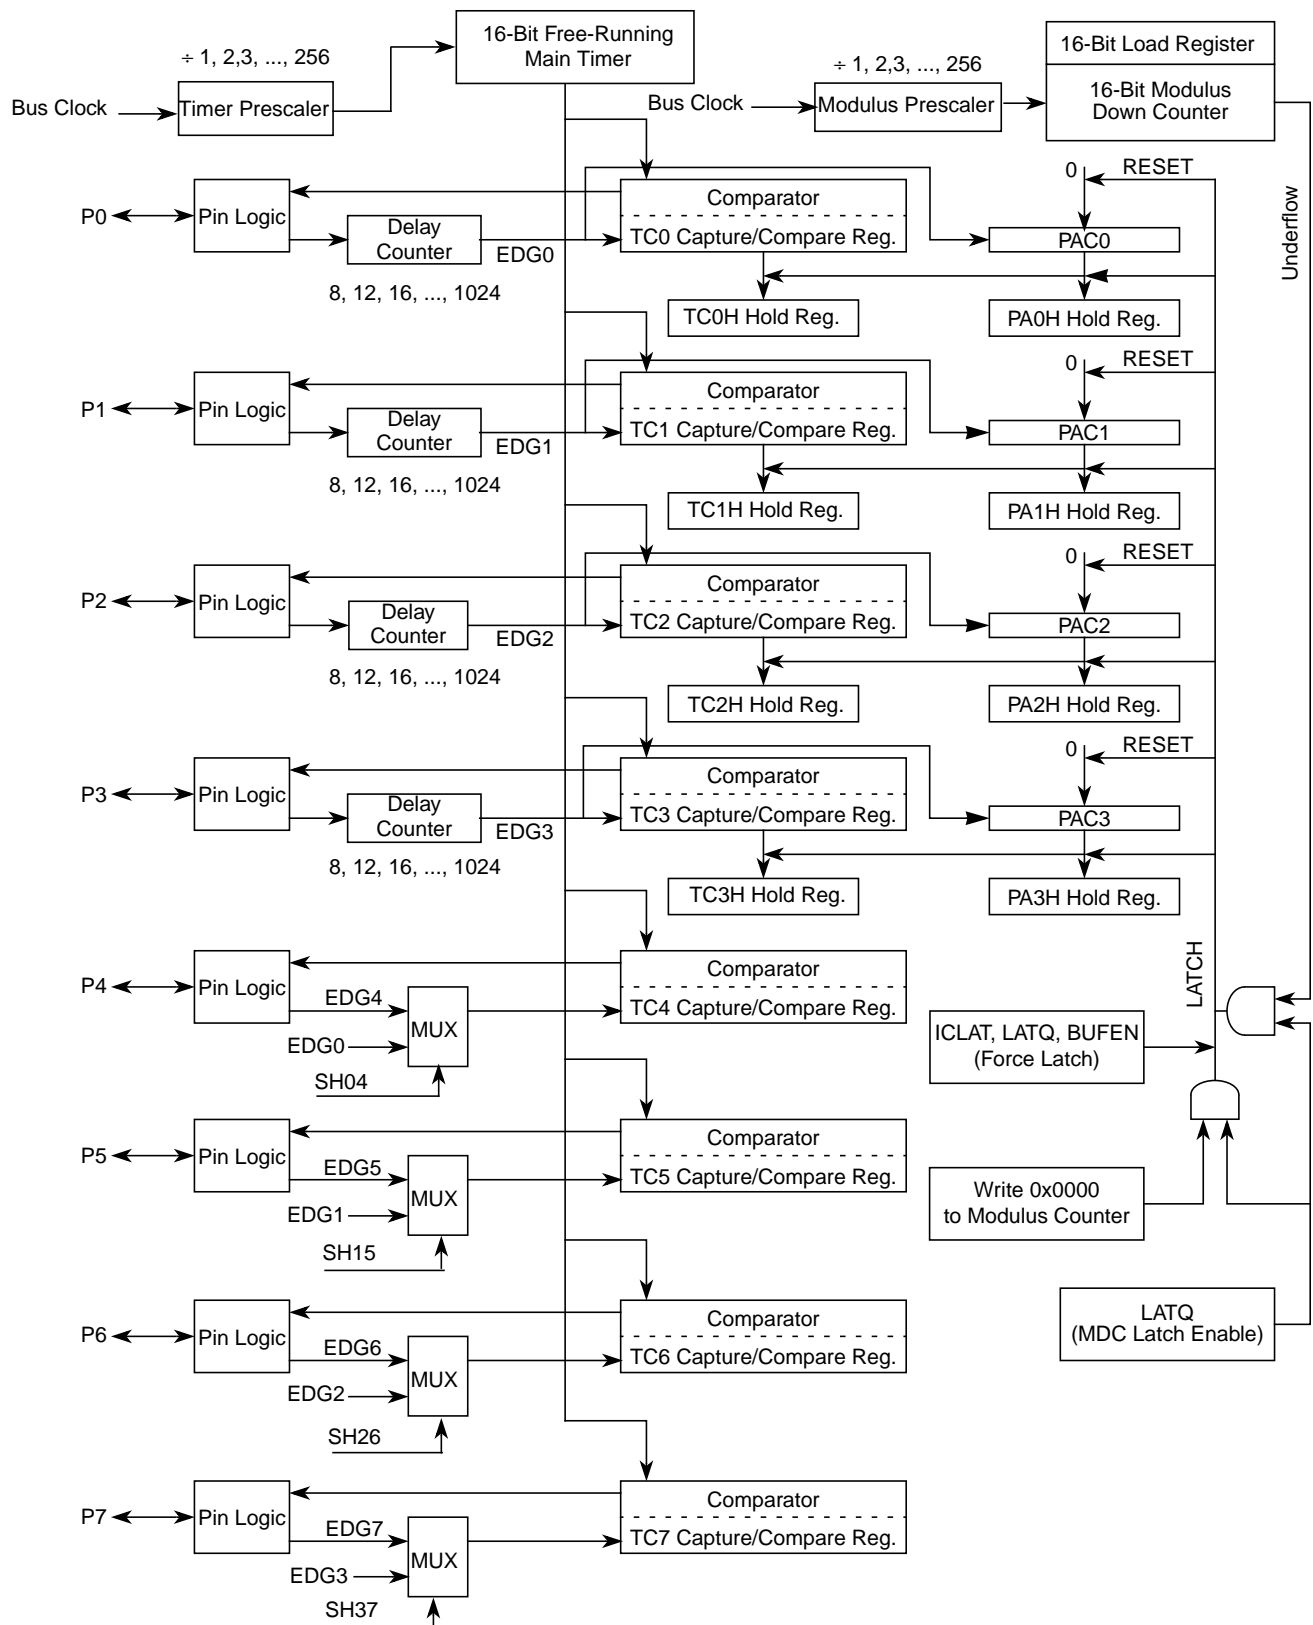 16-Bit Free-Running
Main Timer
÷ 1, 2,3, ..., 256
Bus Clock
Timer Prescaler
÷ 1, 2,3, ..., 256
Bus Clock
Modulus Prescaler
16-Bit Load Register
16-Bit Modulus
Down Counter
Underflow
P0
Pin Logic
Delay
Counter
8, 12, 16, ..., 1024
EDG0
Comparator
TC0 Capture/Compare Reg.
TC0H Hold Reg.
0
RESET
PAC0
PA0H Hold Reg.
P1
Pin Logic
Delay
Counter
8, 12, 16, ..., 1024
EDG1
Comparator
TC1 Capture/Compare Reg.
TC1H Hold Reg.
0
RESET
PAC1
PA1H Hold Reg.
P2
Pin Logic
Delay
Counter
8, 12, 16, ..., 1024
EDG2
Comparator
TC2 Capture/Compare Reg.
TC2H Hold Reg.
0
RESET
PAC2
PA2H Hold Reg.
P3
Pin Logic
Delay
Counter
8, 12, 16, ..., 1024
EDG3
Comparator
TC3 Capture/Compare Reg.
TC3H Hold Reg.
0
RESET
PAC3
PA3H Hold Reg.
LATCH
P4
Pin Logic
EDG4
EDG0
MUX
SH04
Comparator
TC4 Capture/Compare Reg.
ICLAT, LATQ, BUFEN
(Force Latch)
P5
Pin Logic
EDG5
EDG1
MUX
SH15
Comparator
TC5 Capture/Compare Reg.
Write 0x0000
to Modulus Counter
P6
Pin Logic
EDG6
EDG2
MUX
SH26
Comparator
TC6 Capture/Compare Reg.
LATQ
(MDC Latch Enable)
P7
Pin Logic
EDG7
EDG3
MUX
SH37
Comparator
TC7 Capture/Compare Reg.